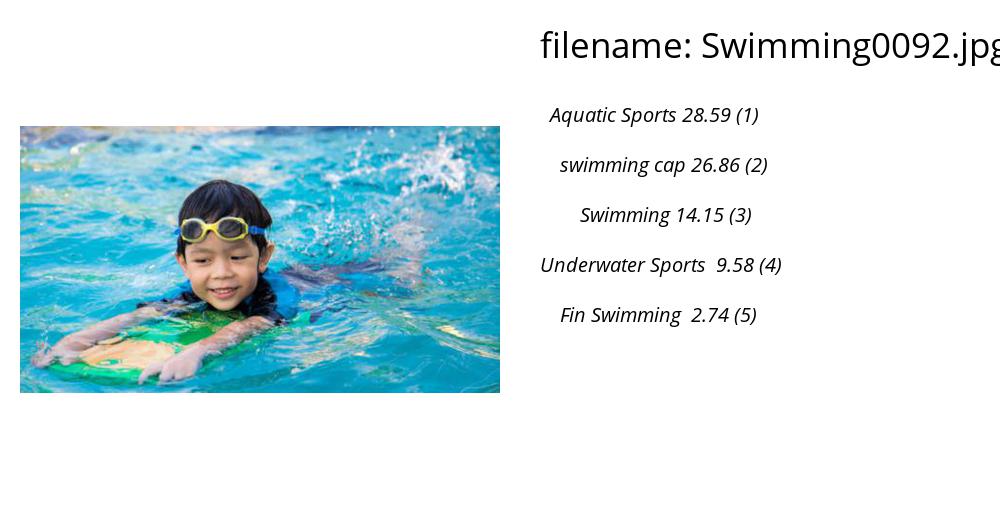 filename: Swimming0092.jpg
Aquatic Sports 28.59 (1)
swimming cap 26.86 (2)
Swimming 14.15 (3)
Underwater Sports 9.58 (4)
Fin Swimming 2.74 (5)